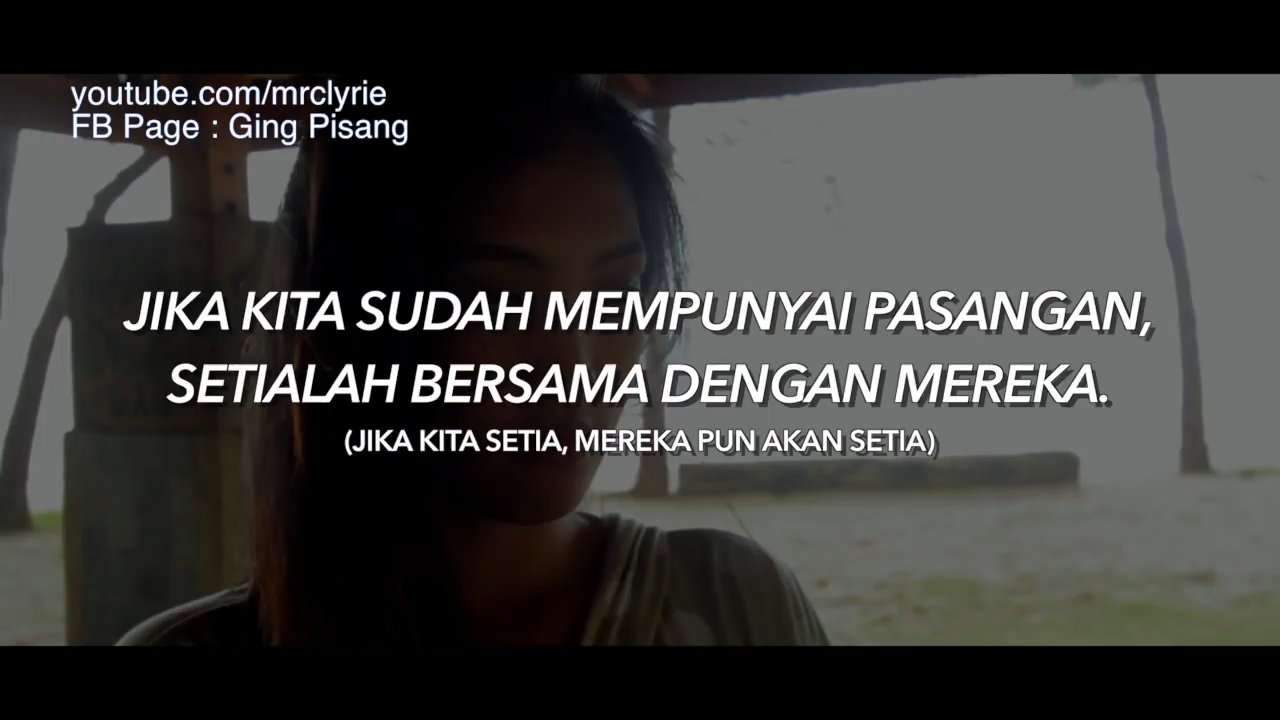 youtube.com/mrclyrie
FB Page : Ging Pisang
JIKA KITA SUDAH MEMPUNYAI PASANGAN,
SETIALAH BERSAMA DENGAN MEREKA.
(JIKA KITA SETIA, MEREKA PUN AKAN SETIA)